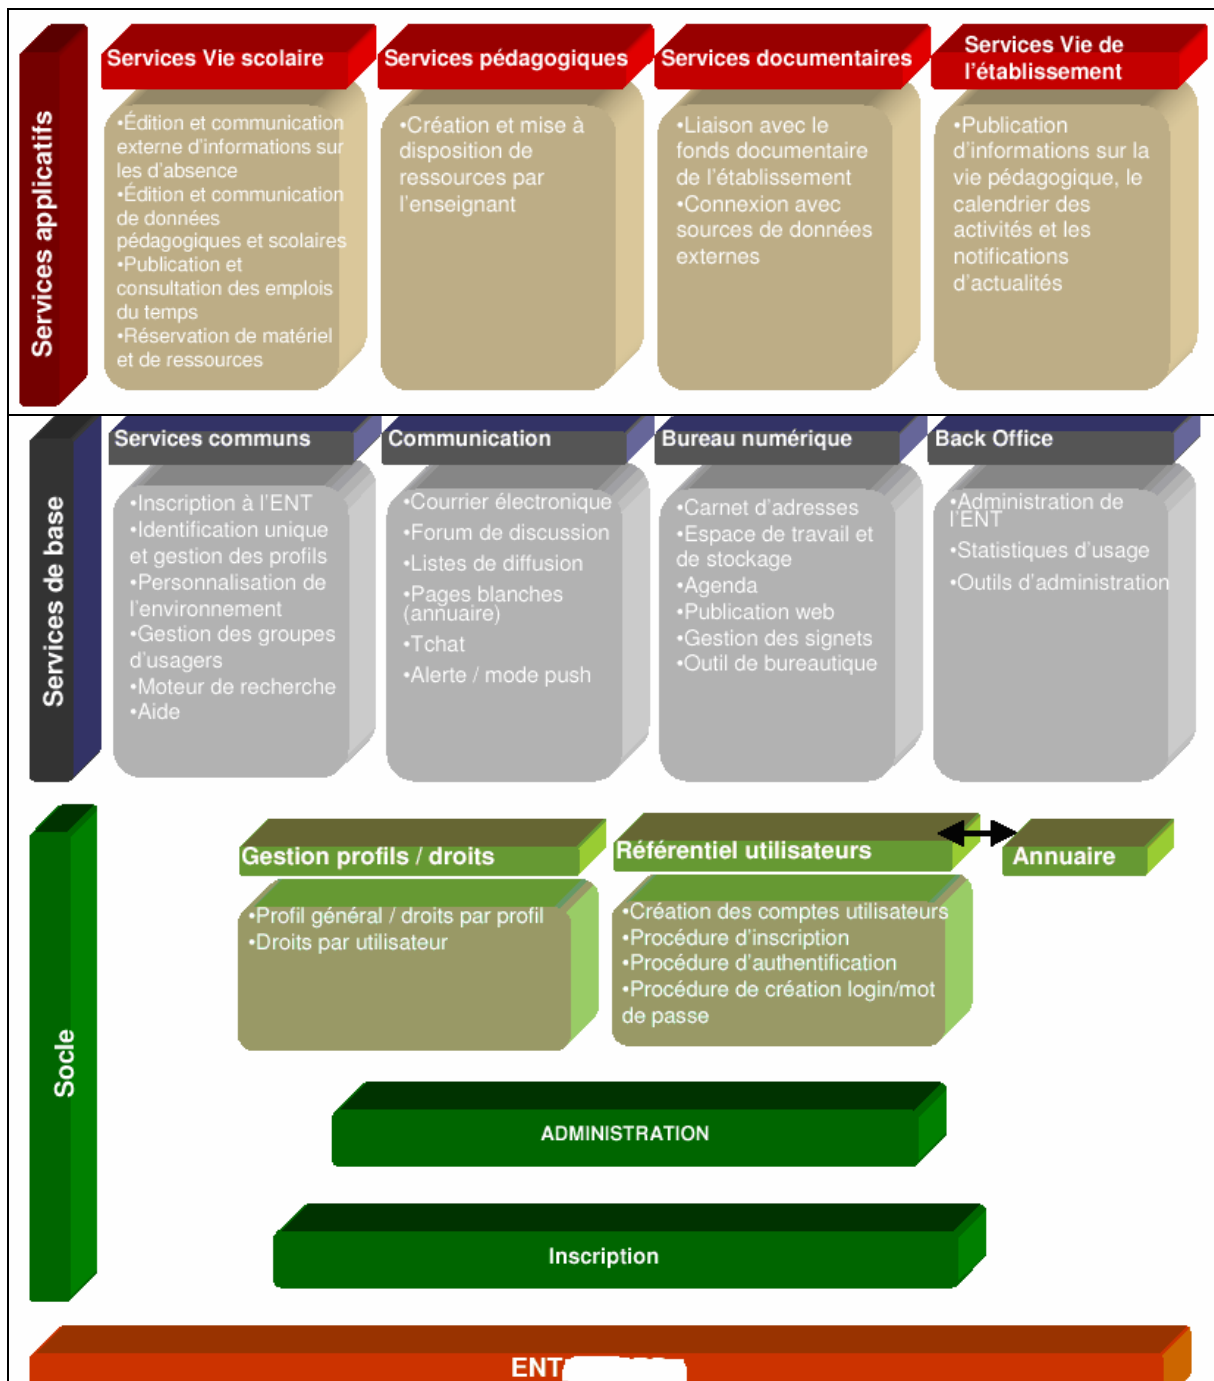 Services applicatifs
Services Vie scolaire
•Édition et communication
externe d'informations sur
les d'absence
•Édition et communication
de données
pédagogiques et scolaires
•Publication et
consultation des emplois
du temps
•Réservation de matériel
et de ressources
Services pédagogiques
•Création et mise à
disposition de
ressources par
l'enseignant
Services documentaires
•Liaison avec le
fonds documentaire
de l'établissement
•Connexion avec
sources de données
externes
Services Vie de
l'établissement
•Publication
d'informations sur la
vie pédagogique, le
calendrier des
activités et les
notifications
d'actualités
Services de base
Services communs
•Inscription à l'ENT
•Identification unique
et gestion des profils
•Personnalisation de
l'environnement
•Gestion des groupes
d'usagers
•Moteur de recherche
•Aide
Communication
•Courrier électronique
•Forum de discussion
•Listes de diffusion
•Pages blanches
(annuaire)
•Tchat
•Alerte / mode push
Bureau numérique
•Carnet d'adresses
•Espace de travail et
de stockage
•Agenda
•Publication web
•Gestion des signets
•Outil de bureautique
Back Office
•Administration de
l'ENT
•Statistiques d'usage
•Outils d'administration
Socle
Gestion profils / droits
•Profil général / droits par profil
•Droits par utilisateur
Référentiel utilisateurs
•Création des comptes utilisateurs
•Procédure d'inscription
•Procédure d'authentification
•Procédure de création login/mot
de passe
Annuaire
ADMINISTRATION
Inscription
ENT